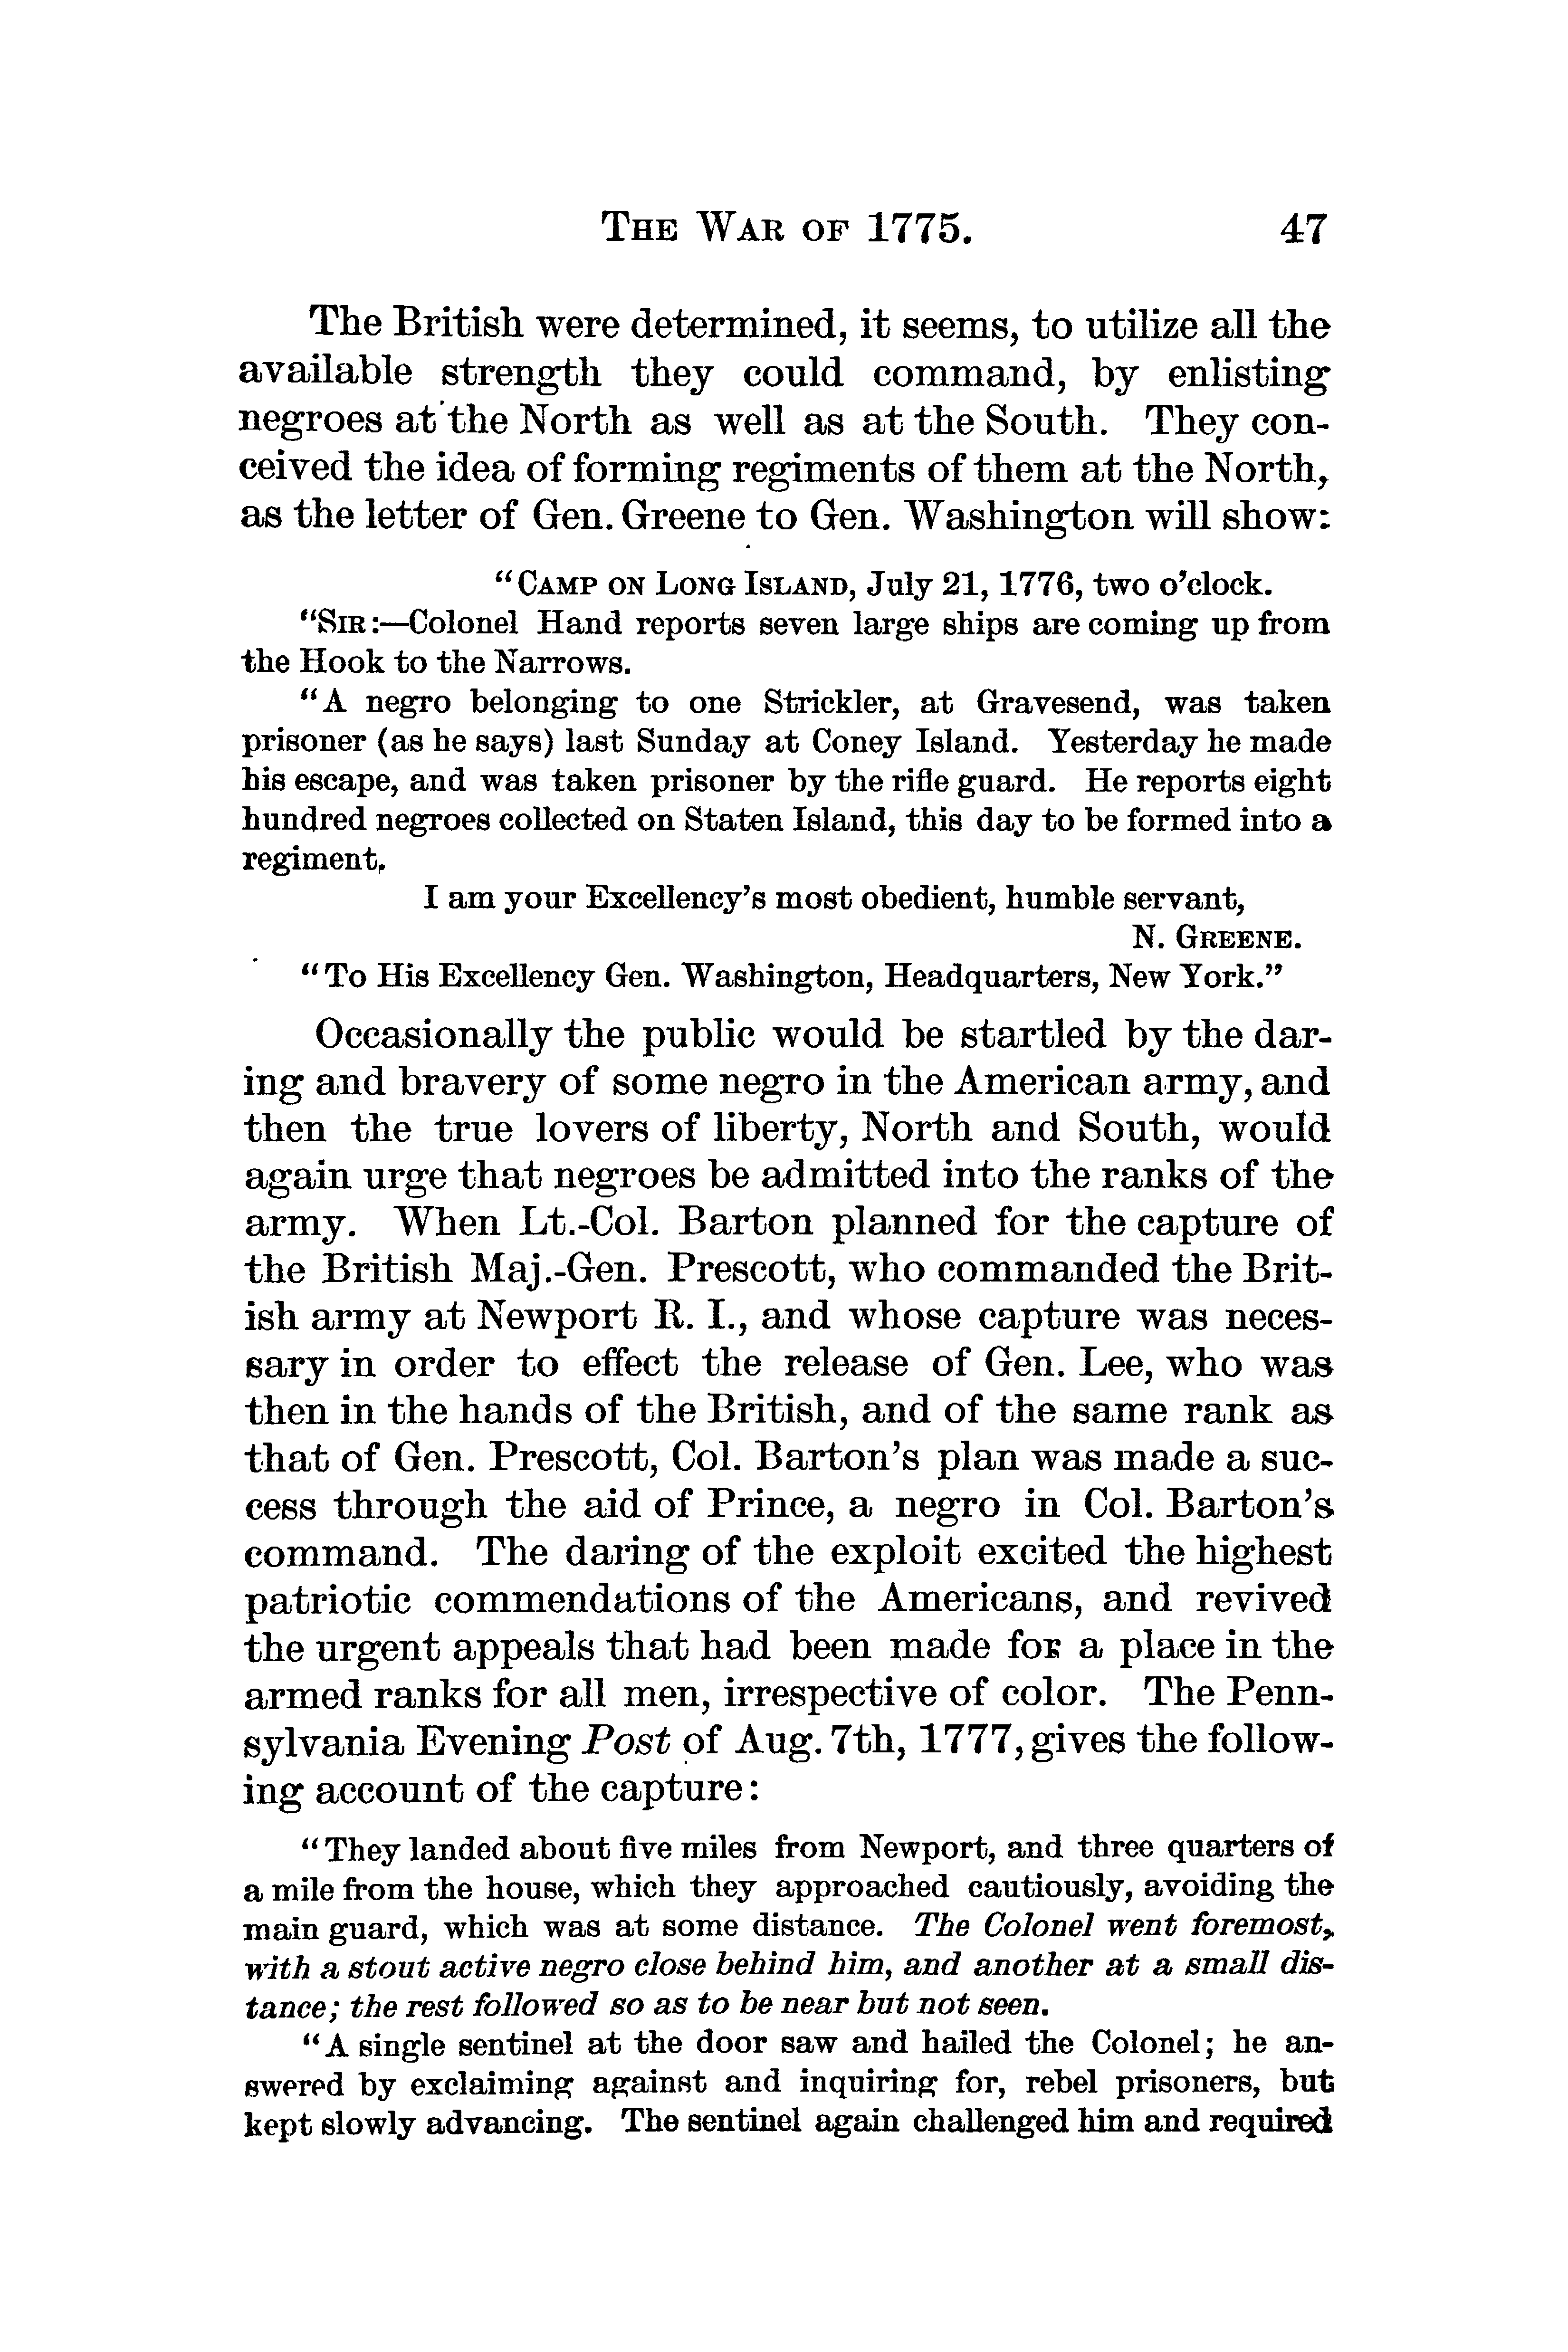 THE WAR OF 1775. 47
The British were determined, it seems, to utilize all the
available strength they could command, by enlisting
negroes at the North as well as at the South. They con-
ceived the idea of forming regiments of them at the North,
as the letter of Gen. Greene to Gen. Washington will show:
"CAMP ON LONG ISLAND, July 21, 1776, two o'clock.
"SIR:—Colonel Hand reports seven large ships are coming up from
the Hook to the Narrows.
"A negro belonging to one Strickler, at Gravesend, was taken
prisoner (as he says) last Sunday at Coney Island. Yesterday he made
his escape, and was taken prisoner by the rifle guard. He reports eight
hundred negroes collected on Staten Island, this day to be formed into a
regiment.
I am your Excellency's most obedient, humble servant,
N. GREENE.
"To His Excellency Gen. Washington, Headquarters, New York."
Occasionally the public would be startled by the dar-
ing and bravery of some negro in the American army, and
then the true lovers of liberty, North and South, would
again urge that negroes be admitted into the ranks of the
army. When Lt.-Col. Barton planned for the capture of
the British Maj.-Gen. Prescott, who commanded the Brit-
ish army at Newport R. I., and whose capture was neces-
sary in order to effect the release of Gen. Lee, who was
then in the hands of the British, and of the same rank as
that of Gen. Prescott, Col. Barton's plan was made a suc-
cess through the aid of Prince, a negro in Col. Barton's
command. The daring of the exploit excited the highest
patriotic commendations of the Americans, and revived
the urgent appeals that had been made for a place in the
armed ranks for all men, irrespective of color. The Penn-
sylvania Evening Post of Aug. 7th, 1777, gives the follow-
ing account of the capture:
"They landed about five miles from Newport, and three quarters of
a mile from the house, which they approached cautiously, avoiding the
main guard, which was at some distance. The Colonel went foremost,
with a stout active negro close behind him, and another at a small dis-
tance; the rest followed so as to be near but not seen.
"A single sentinel at the door saw and hailed the Colonel; he an-
swered by exclaiming against and inquiring for, rebel prisoners, but
kept slowly advancing. The sentinel again challenged him and required